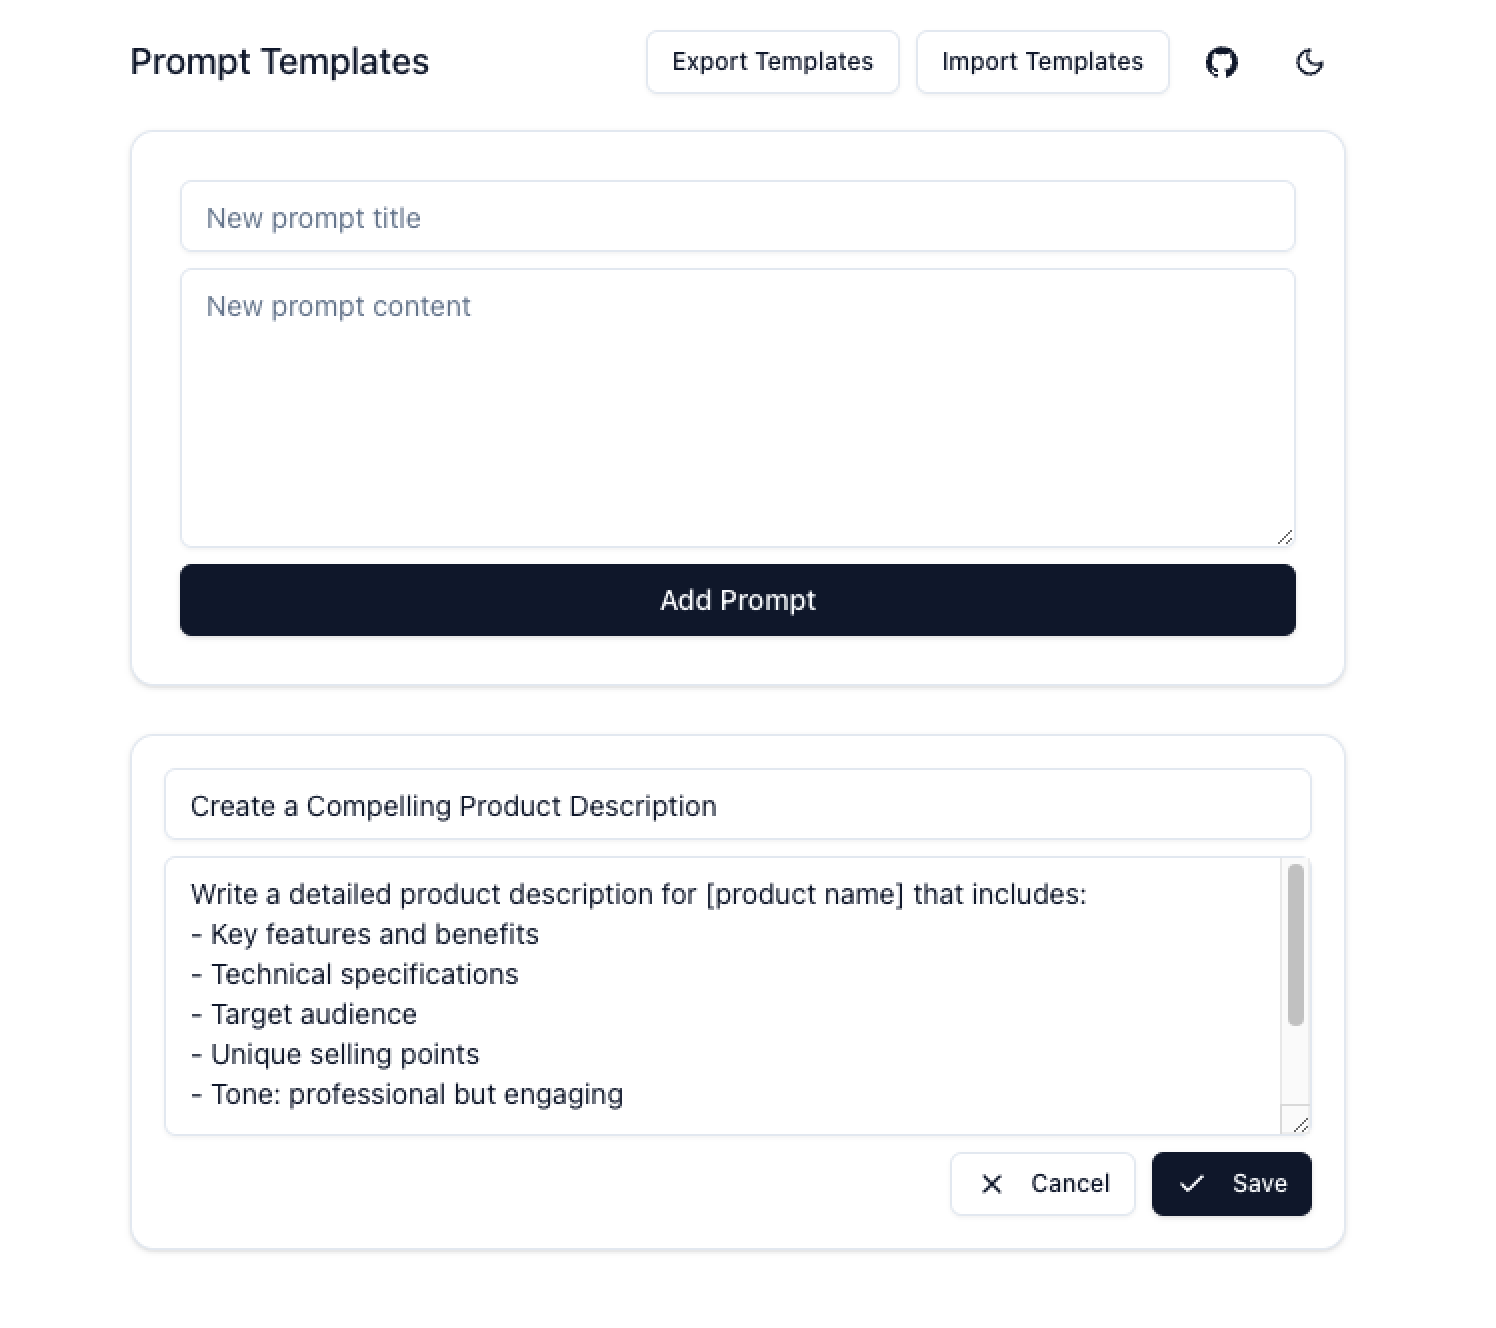 Prompt Templates
Export Templates
Import Templates
New prompt title
New prompt content
Add Prompt
Create a Compelling Product Description
Write a detailed product description for [product name] that includes:
- Key features and benefits
- Technical specifications
- Target audience
- Unique selling points
- Tone: professional but engaging
Cancel
Save